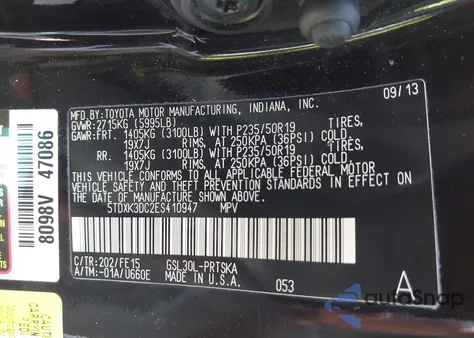 MFD.BY:TOYOTA MOTOR MANUFACTURING, INDIANA, INC. 09/13
GVWR:2715KG (5995LB)
GAWR:FRT. 1405KG (3100LB) WITH P235/50R19 TIRES,
19X7J RIMS, AT 250KPA (36PSI) COLD
RR. 1405KG (3100LB) WITH P235/50R19 TIRES,
19X7J RIMS, AT 250KPA (36PSI) COLD
THIS VEHICLE CONFORMS TO ALL APPLICABLE FEDERAL MOTOR
VEHICLE SAFETY AND THEFT PREVENTION STANDARDS IN EFFECT ON
THE DATE OF MANUFACTURE SHOWN ABOVE.
5TDXK3DC2ES410947 MPV
C/TR:202/FE15 GSL30L-PRTSKA
A/TM:-01A/U660E MADE IN U.S.A. 053 A
8098V 47086
autoSnap